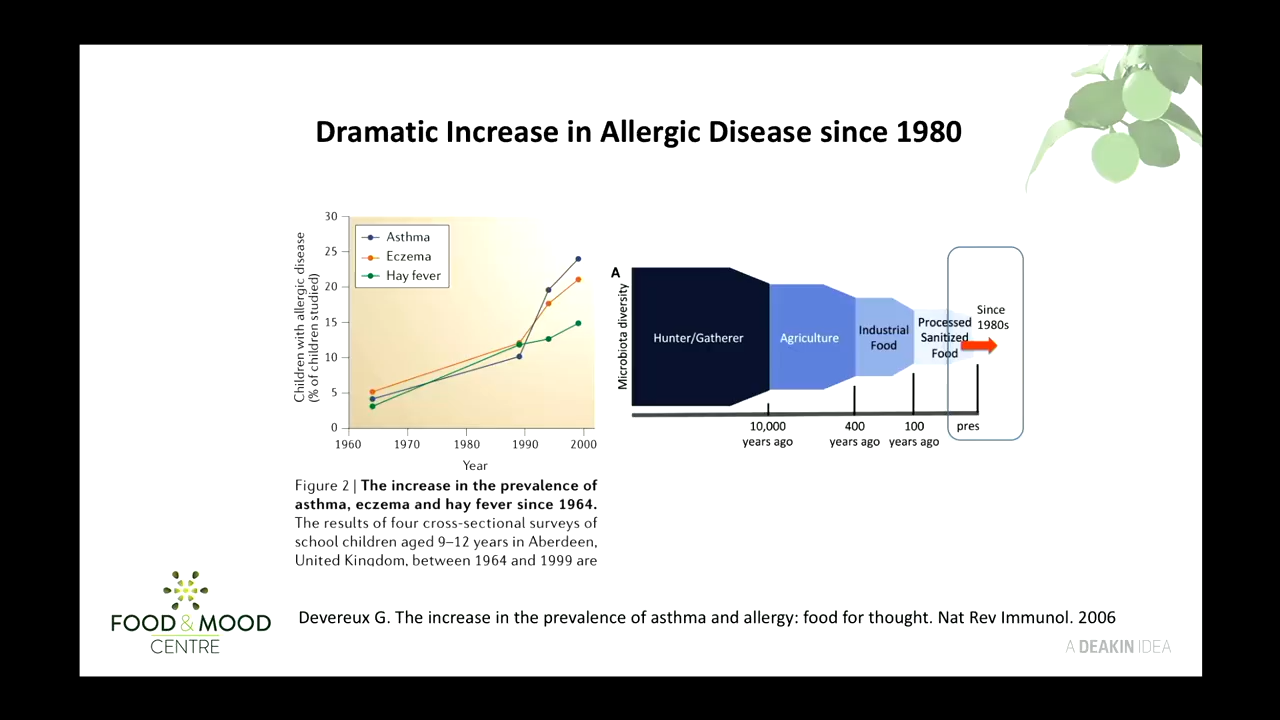 Dramatic Increase in Allergic Disease since 1980
30
25
20
15
10
5
0
Children with allergic disease
(% of children studied)
Asthma
Eczema
Hay fever
1960 1970 1980 1990 2000
Year
Figure 2 | The increase in the prevalence of
asthma, eczema and hay fever since 1964.
The results of four cross-sectional surveys of
school children aged 9–12 years in Aberdeen,
United Kingdom, between 1964 and 1999 are
A
Microbiota diversity
Hunter/Gatherer
Agriculture
Industrial
Food
Processed
Sanitized
Food
Since
1980s
10,000
years ago
400
years ago
100
years ago
pres
FOOD & MOOD
CENTRE
Devereux G. The increase in the prevalence of asthma and allergy: food for thought. Nat Rev Immunol. 2006
A DEAKIN IDEA